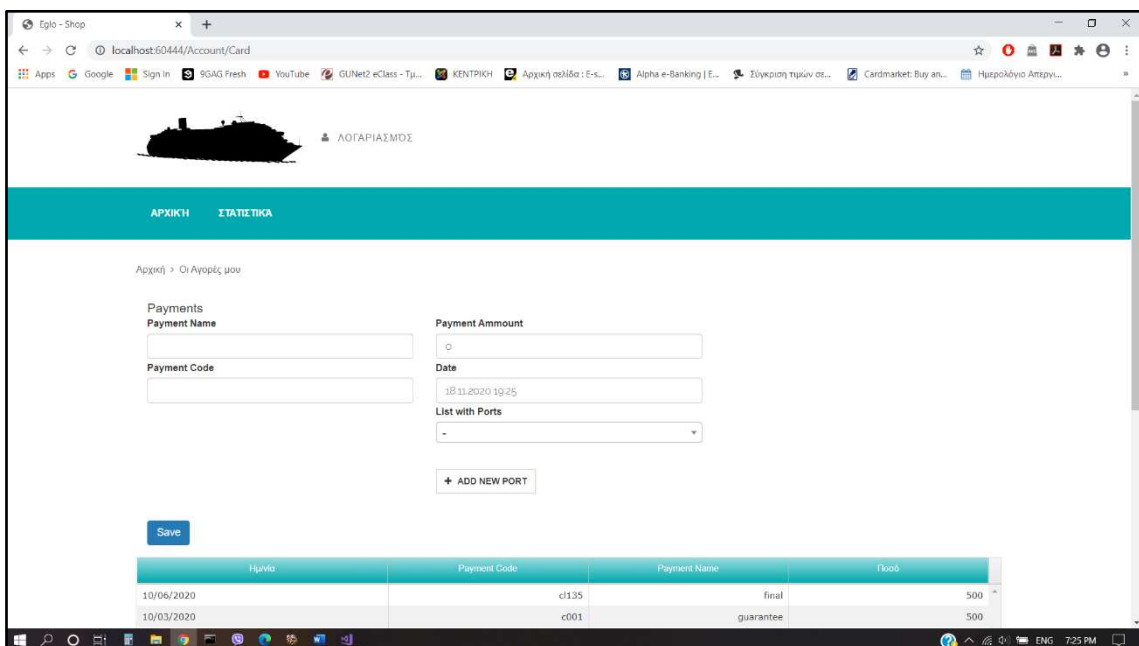 Eglo - Shop
localhost:60444/Account/Card
Apps Google Sign In 9GAG Fresh YouTube GUNet2 eClass - Τμ... ΚΕΝΤΡΙΚΗ Αρχική σελίδα : E-s... Alpha e-Banking | E... Σύγκριση τιμών σε... Cardmarket: Buy an... Ημερολόγιο Απεργι...
ΛΟΓΑΡΙΑΣΜΌΣ
ΑΡΧΙΚΉ ΣΤΑΤΙΣΤΙΚΆ
Αρχική > Οι Αγορές μου
Payments
Payment Name Payment Ammount
0
Payment Code Date
18.11.2020 19:25
List with Ports
-
+ ADD NEW PORT
Save
Ημ/νία Payment Code Payment Name Ποσό
10/06/2020 cl135 final 500
10/03/2020 c001 guarantee 500
ENG 7:25 PM